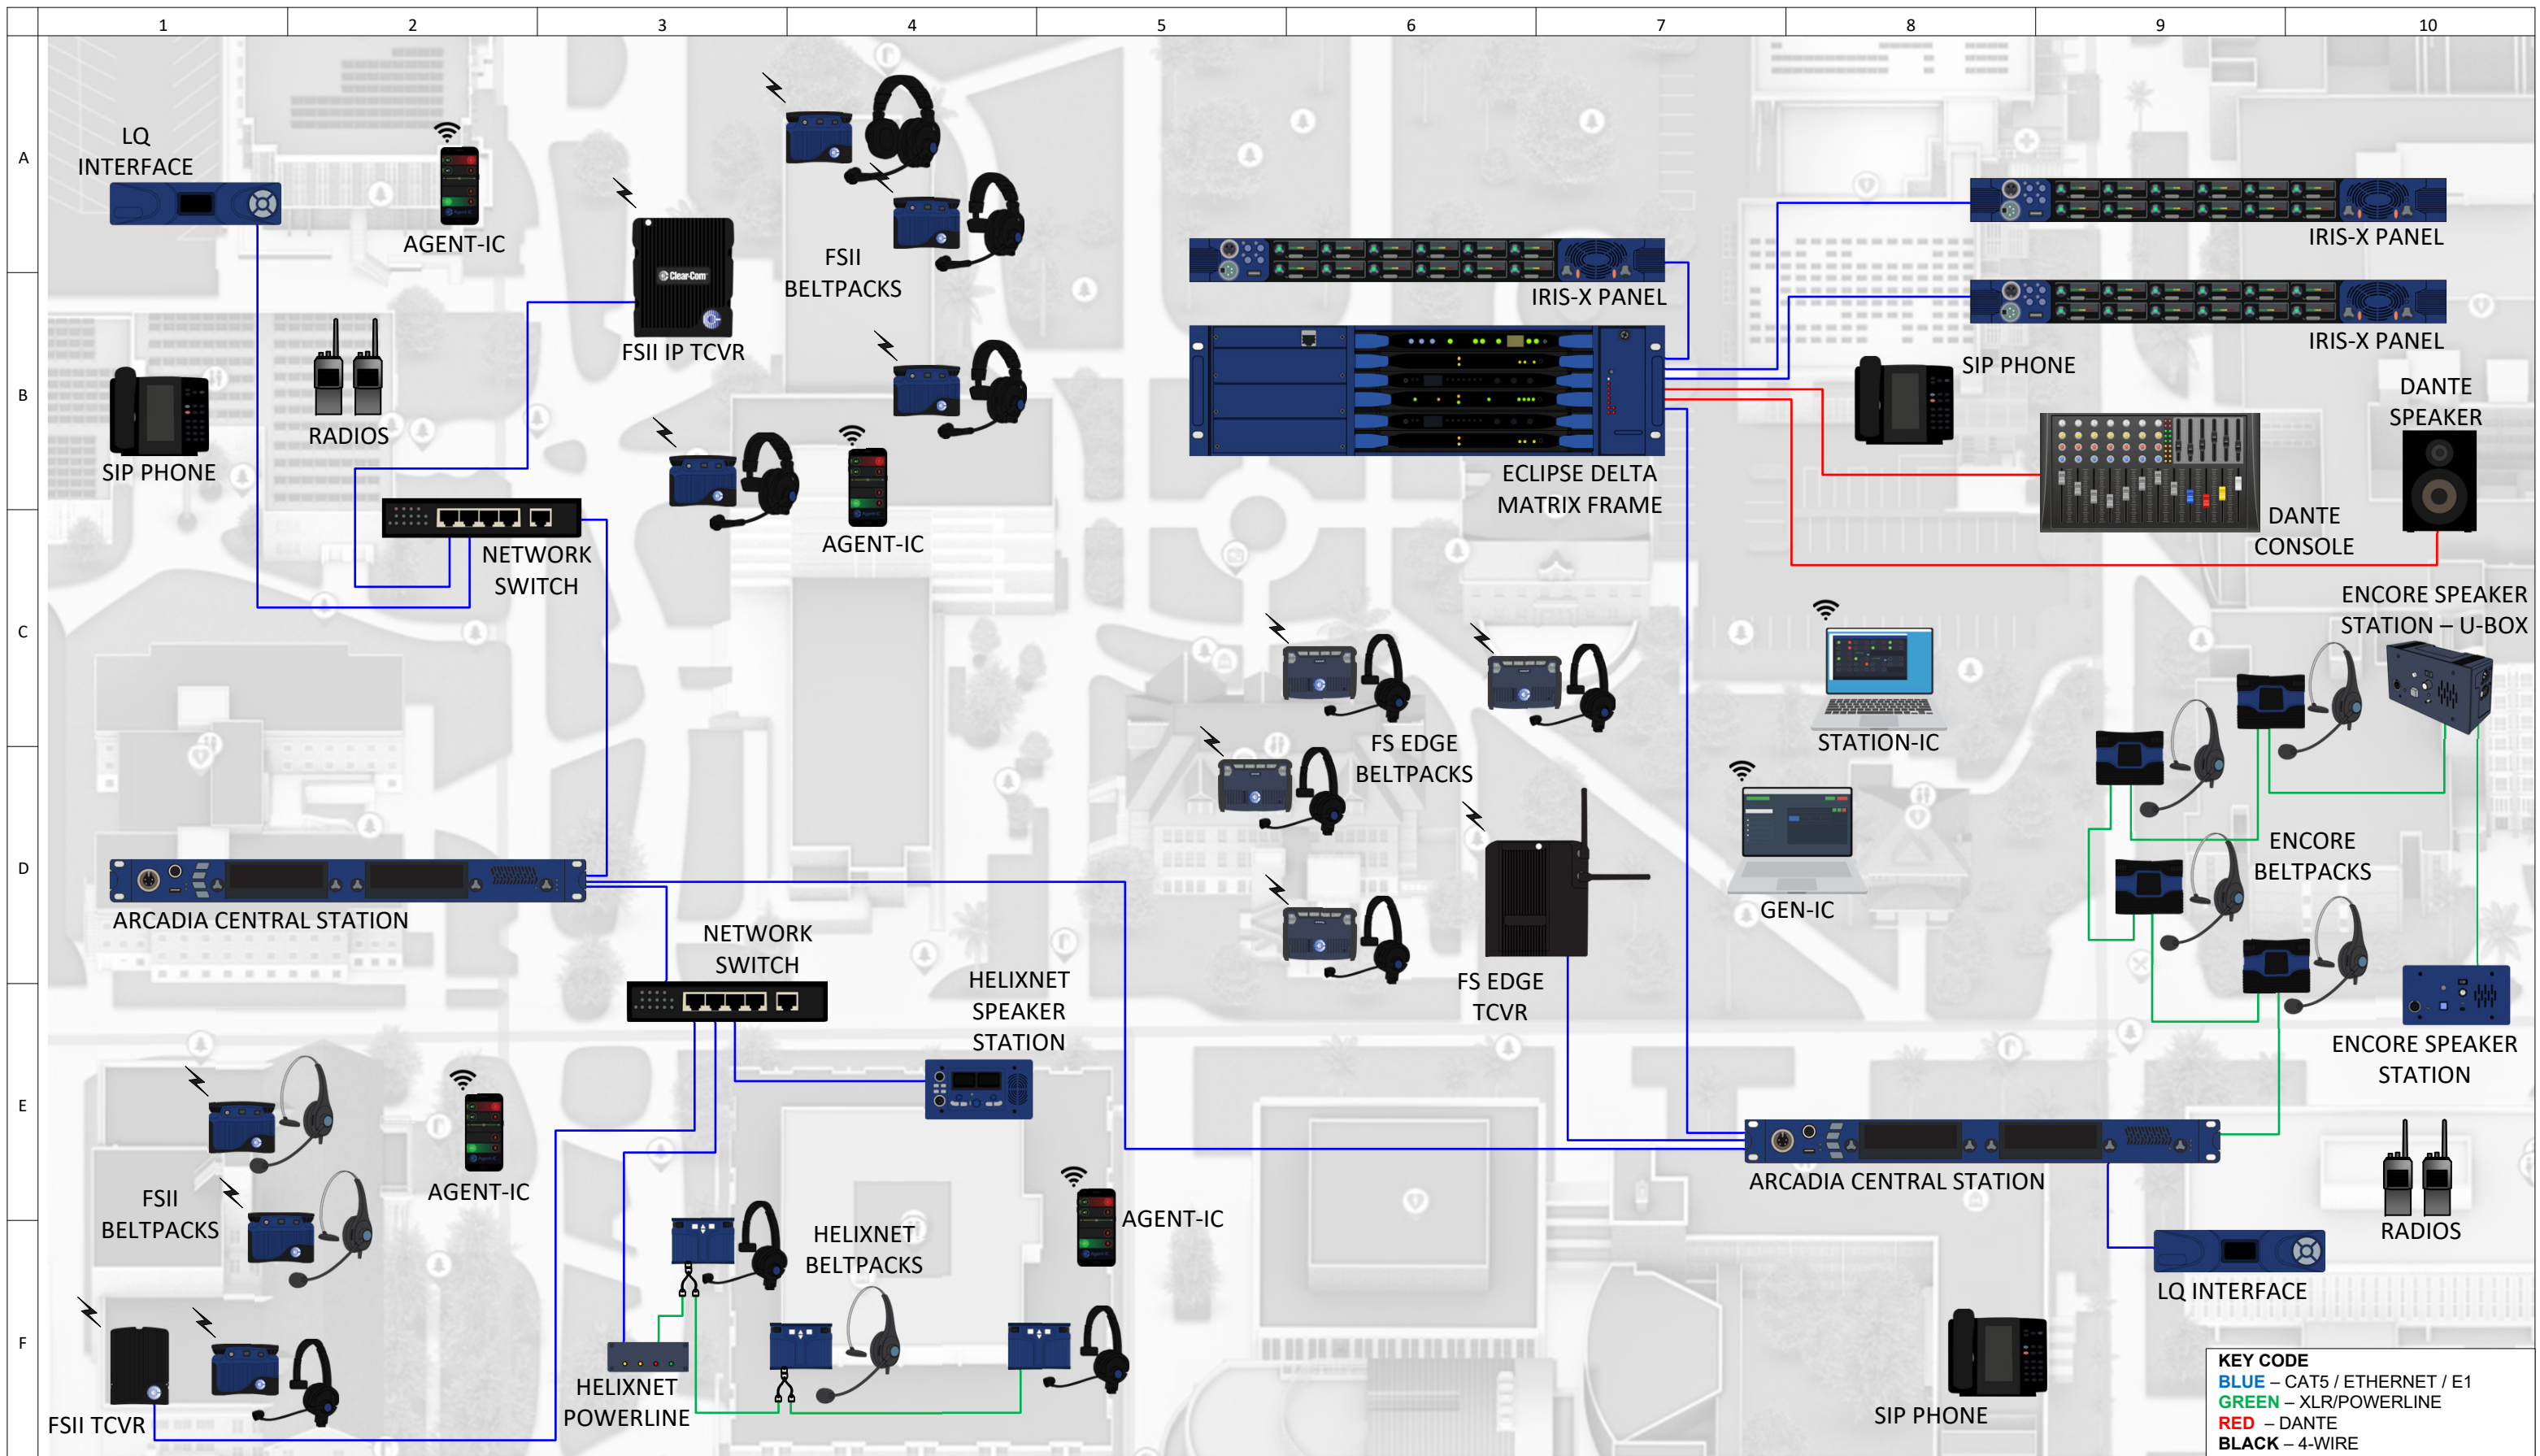 1 2 3 4 5 6 7 8 9 10
A
B
C
D
E
F
LQ
INTERFACE
AGENT-IC
FSII
BELTPACKS
Clear-Com
FSII IP TCVR
IRIS-X PANEL
IRIS-X PANEL
IRIS-X PANEL
SIP PHONE
RADIOS
SIP PHONE
DANTE
SPEAKER
ECLIPSE DELTA
MATRIX FRAME
AGENT-IC
DANTE
CONSOLE
NETWORK
SWITCH
ENCORE SPEAKER
STATION – U-BOX
STATION-IC
FS EDGE
BELTPACKS
ENCORE
BELTPACKS
GEN-IC
ARCADIA CENTRAL STATION
NETWORK
SWITCH
HELIXNET
SPEAKER
STATION
FS EDGE
TCVR
ENCORE SPEAKER
STATION
AGENT-IC
ARCADIA CENTRAL STATION
FSII
BELTPACKS
AGENT-IC
HELIXNET
BELTPACKS
RADIOS
LQ INTERFACE
HELIXNET
POWERLINE
FSII TCVR
SIP PHONE
KEY CODE
BLUE – CAT5 / ETHERNET / E1
GREEN – XLR/POWERLINE
RED – DANTE
BLACK – 4-WIRE